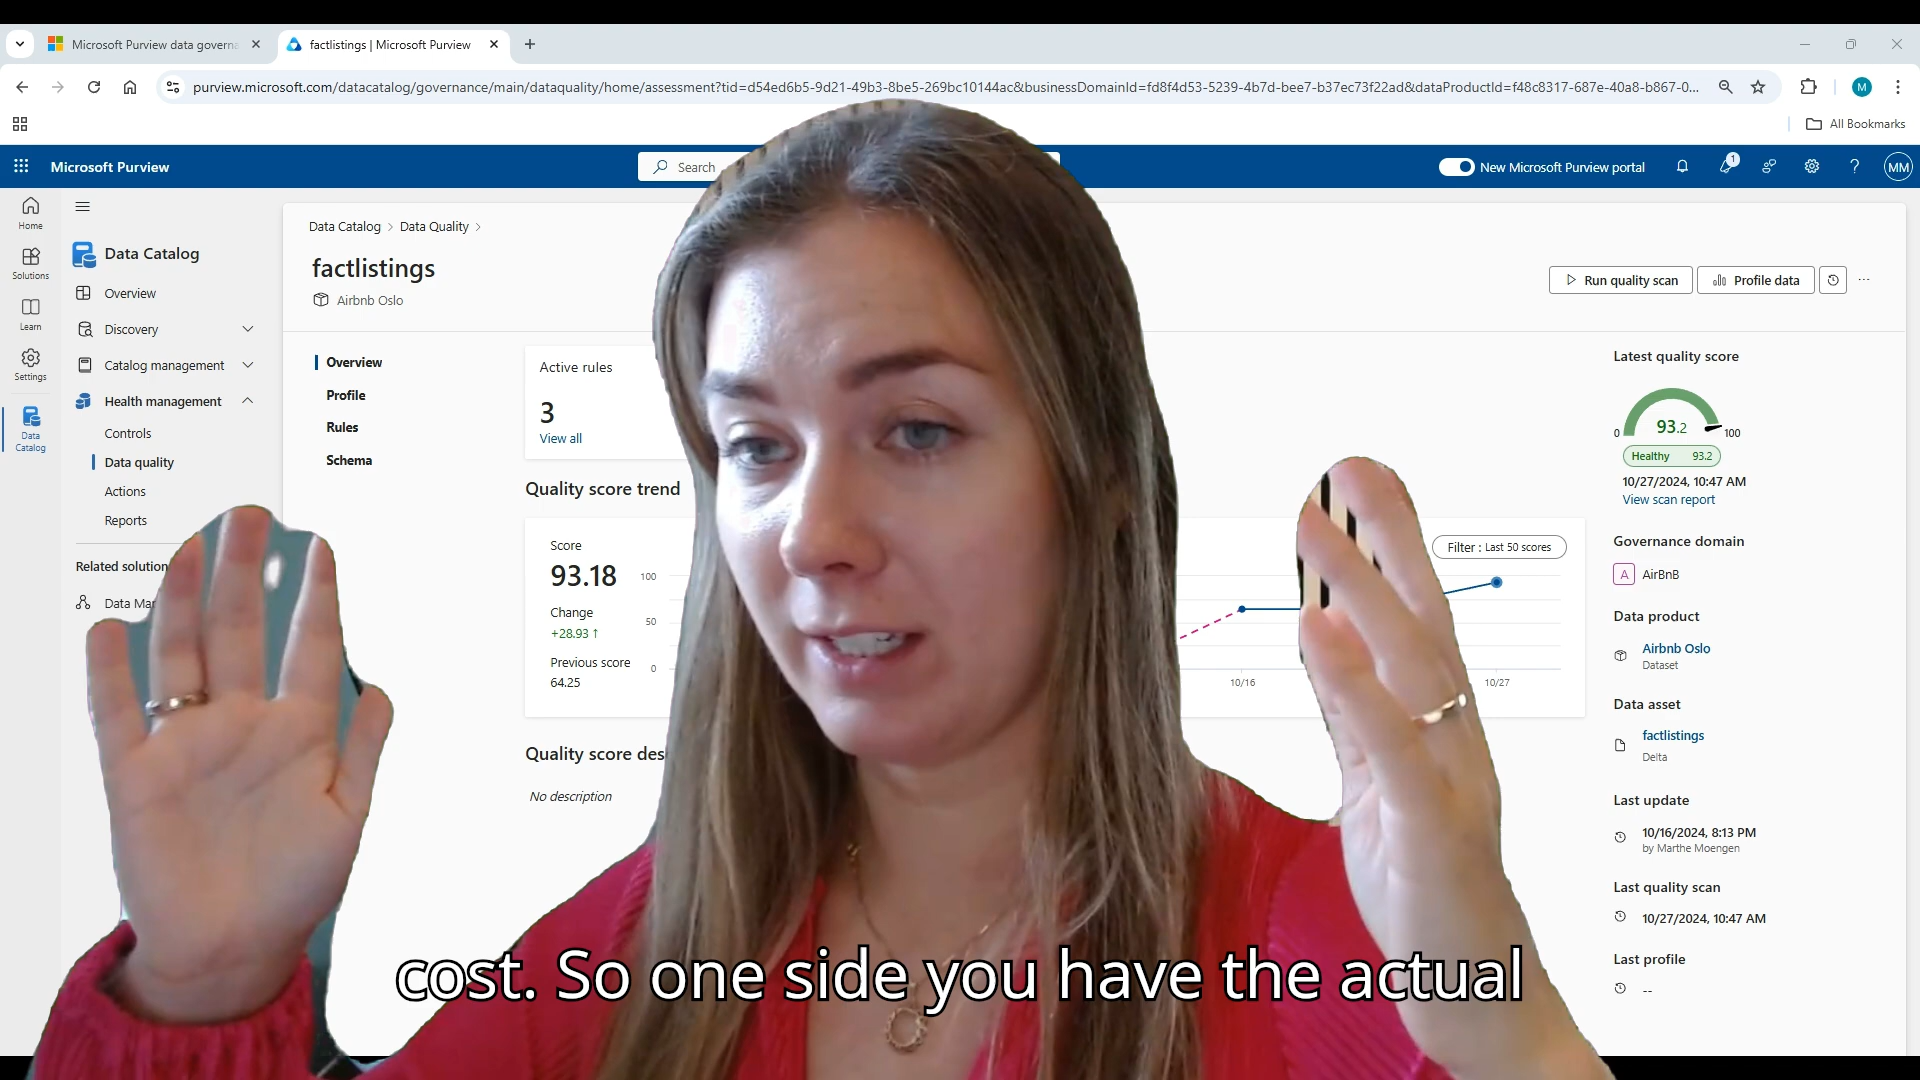 Microsoft Purview data governa
factlistings | Microsoft Purview
purview.microsoft.com/datacatalog/governance/main/dataquality/home/assessment?tid=d54ed6b5-9d21-49b3-8be5-269bc10144ac&businessDomainId=fd8f4d53-5239-4b7d-bee7-b37ec73f22ad&dataProductId=f48c8317-687e-40a8-b867-0...
All Bookmarks
Microsoft Purview
Search
New Microsoft Purview portal
1
MM
M
Home
Solutions
Learn
Settings
Data
Catalog
Data Catalog
Overview
Discovery
Catalog management
Health management
Controls
Data quality
Actions
Reports
Related solution
Data Ma
Data Catalog > Data Quality >
factlistings
Airbnb Oslo
Run quality scan
Profile data
Overview
Profile
Rules
Schema
Active rules
3
View all
Quality score trend
Score
93.18
Change
+28.93 ↑
Previous score
64.25
100
50
0
Filter : Last 50 scores
10/16
10/27
Quality score des
No description
Latest quality score
93.2
0
100
Healthy 93.2
10/27/2024, 10:47 AM
View scan report
Governance domain
A AirBnB
Data product
Airbnb Oslo
Dataset
Data asset
factlistings
Delta
Last update
10/16/2024, 8:13 PM
by Marthe Moengen
Last quality scan
10/27/2024, 10:47 AM
Last profile
--
cost. So one side you have the actual